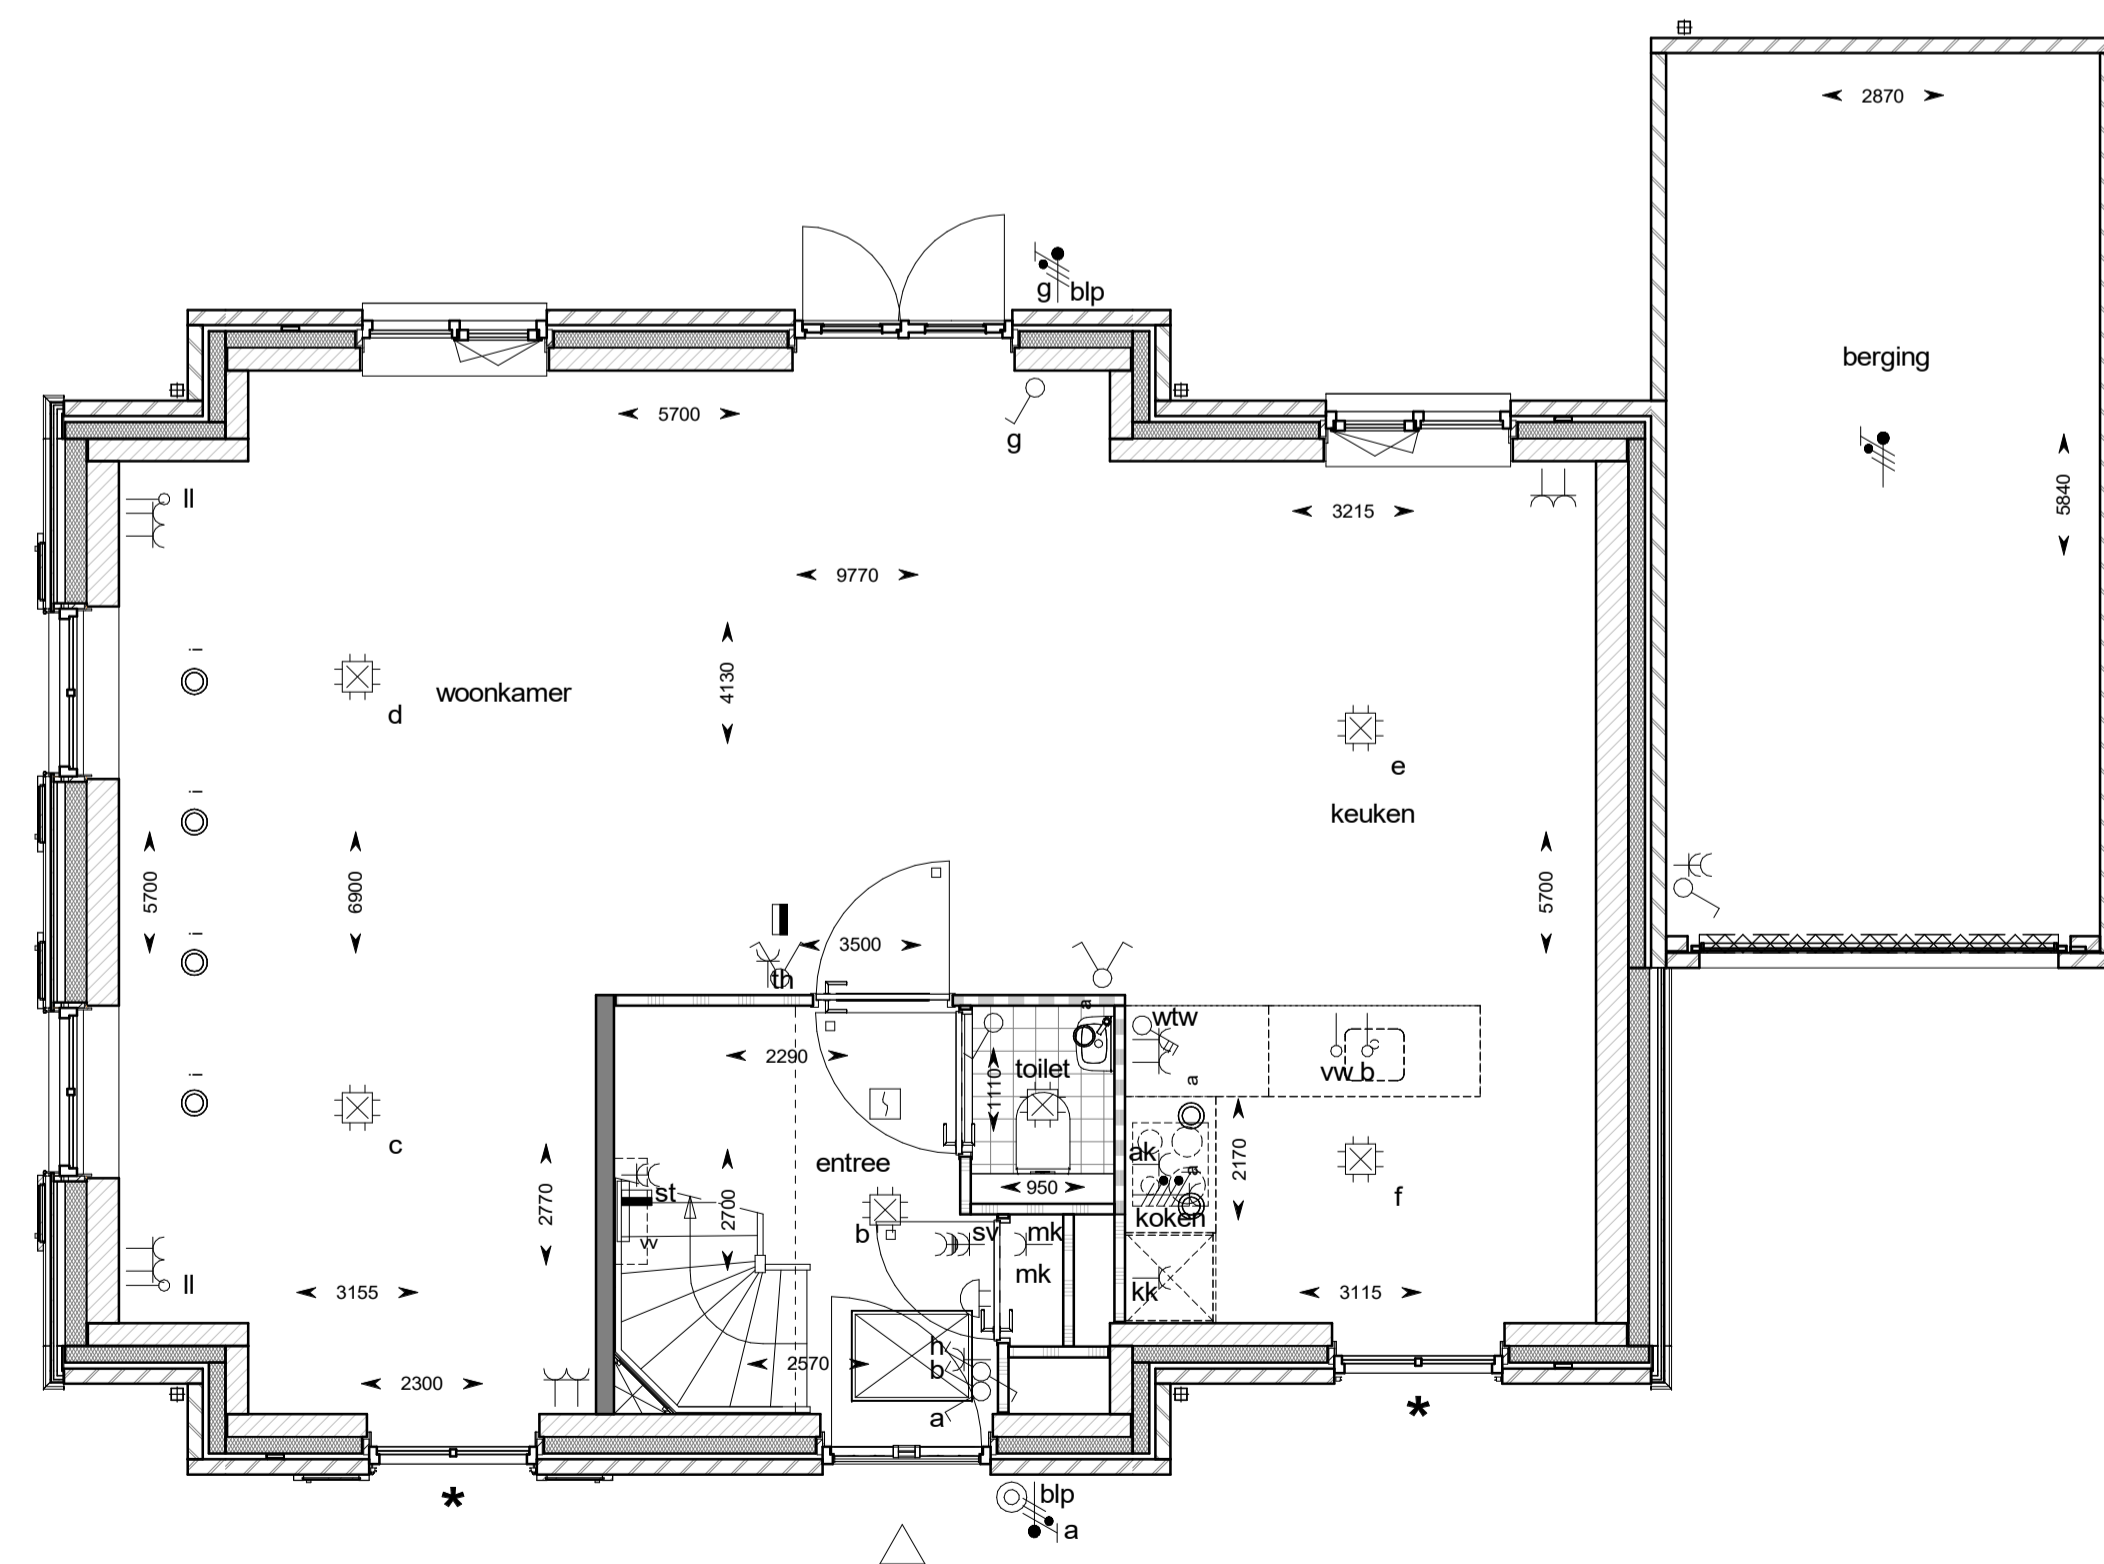 2870
g
blp
berging
5700
g
ll
3215
5840
9770
4130
woonkamer
d
e
keuken
i
i
i
i
5700
6900
5700
3500
th
a
wtw
2290
toilet
1110
vw b
a
c
entree
ak
2170
a
st
2770
2700
950
f
b
sv
mk
koken
vv
mk
kk
ll
3155
3115
h
b
2570
2300
a
*
*
blp
a